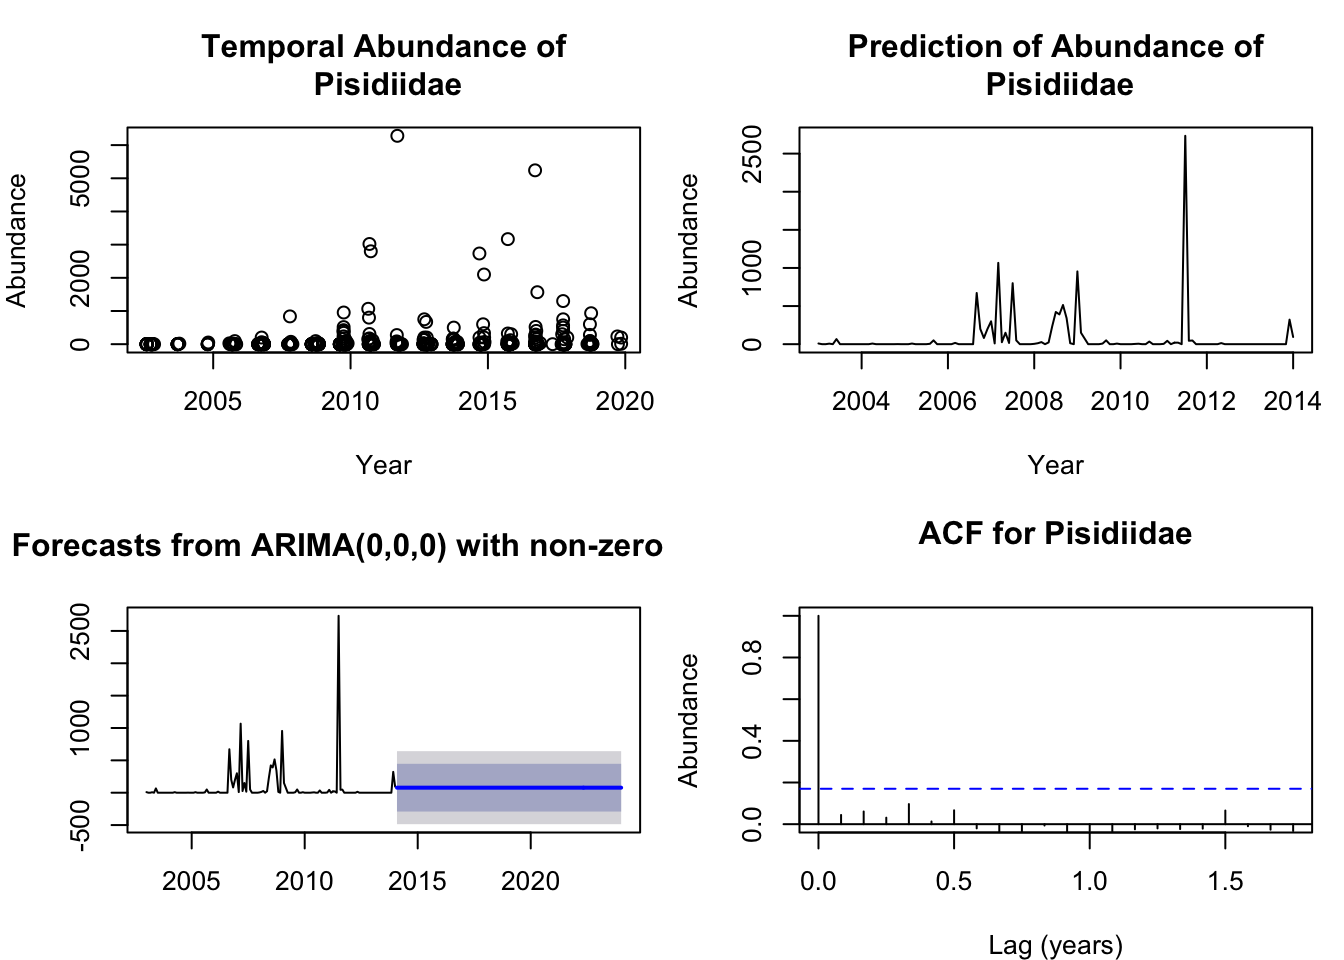 Temporal Abundance of
Pisidiidae
Abundance
5000
2000
0
2005 2010 2015 2020
Year
Prediction of Abundance of
Pisidiidae
Abundance
2500
1000
0
2004 2006 2008 2010 2012 2014
Year
Forecasts from ARIMA(0,0,0) with non-zero
2500
1000
-500
2005 2010 2015 2020
ACF for Pisidiidae
Abundance
0.8
0.4
0.0
0.0 0.5 1.0 1.5
Lag (years)